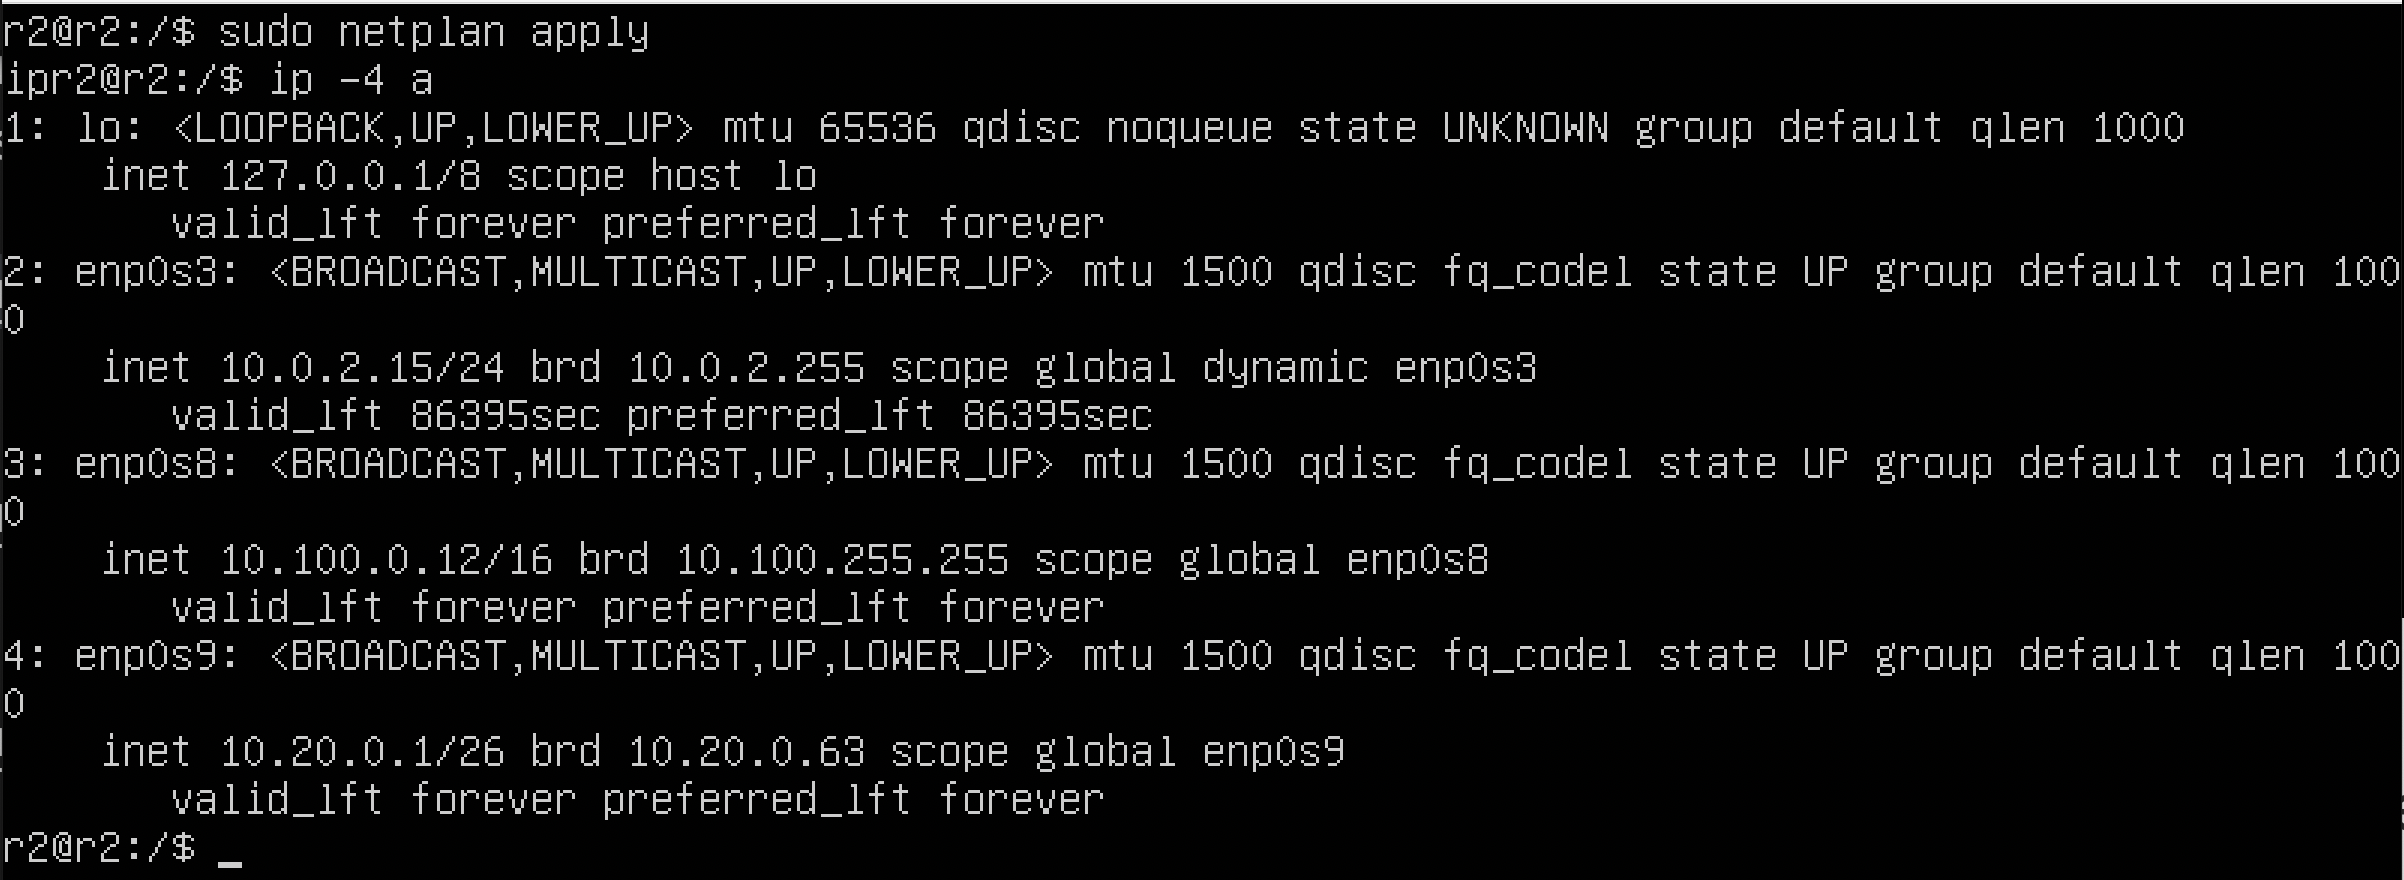 r2@r2:/$ sudo netplan apply
ipr2@r2:/$ ip -4 a
1: lo: <LOOPBACK,UP,LOWER_UP> mtu 65536 qdisc noqueue state UNKNOWN group default qlen 1000
    inet 127.0.0.1/8 scope host lo
       valid_lft forever preferred_lft forever
2: enp0s3: <BROADCAST,MULTICAST,UP,LOWER_UP> mtu 1500 qdisc fq_codel state UP group default qlen 100
0
    inet 10.0.2.15/24 brd 10.0.2.255 scope global dynamic enp0s3
       valid_lft 86395sec preferred_lft 86395sec
3: enp0s8: <BROADCAST,MULTICAST,UP,LOWER_UP> mtu 1500 qdisc fq_codel state UP group default qlen 100
0
    inet 10.100.0.12/16 brd 10.100.255.255 scope global enp0s8
       valid_lft forever preferred_lft forever
4: enp0s9: <BROADCAST,MULTICAST,UP,LOWER_UP> mtu 1500 qdisc fq_codel state UP group default qlen 100
0
    inet 10.20.0.1/26 brd 10.20.0.63 scope global enp0s9
       valid_lft forever preferred_lft forever
r2@r2:/$ _